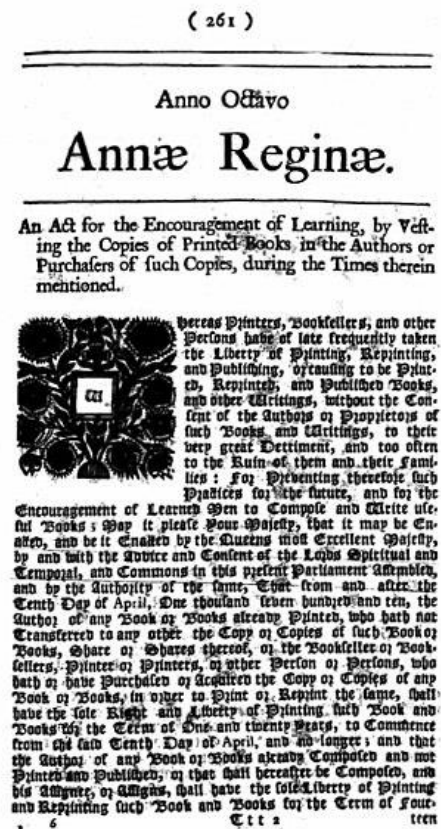 ( 261 )
Anno Octavo
Annæ Reginæ.
An Act for the Encouragement of Learning, by Vest-
ing the Copies of Printed Books in the Authors or
Purchasers of such Copies, during the Times therein
mentioned.
Whereas Printers, Booksellers, and other
Persons have of late frequently taken
the Liberty of Printing, Reprinting,
and Publishing, or causing to be Print-
ed, Reprinted, and Published Books,
and other Writings, without the Con-
sent of the Authors or Proprietors of
such Books and Writings, to their
very great Detriment, and too often
to the Ruin of them and their Fami-
lies : For Preventing therefore such
Practices for the future, and for the
Encouragement of Learned Men to Compose and Write use-
ful Books ; May it please Your Majesty, that it may be En-
acted, and be it Enacted by the Queens most Excellent Majesty,
by and with the Advice and Consent of the Lords Spiritual and
Temporal, and Commons in this present Parliament Assembled,
and by the Authority of the same, That from and after the
Tenth Day of April, One thousand seven hundred and ten, the
Author of any Book or Books already Printed, who hath not
Transferred to any other the Copy or Copies of such Book or
Books, Share or Shares thereof, or the Bookseller or Book-
sellers, Printer or Printers, or other Person or Persons, who
hath or have Purchased or Acquired the Copy or Copies of any
Book or Books, in order to Print or Reprint the same, shall
have the sole Right and Liberty of Printing such Book and
Books for the Term of One and twenty Years, to Commence
from the said Tenth Day of April, and no longer ; and that
the Author of any Book or Books already Composed and not
Printed and Published, or that shall hereafter be Composed, and
his Assignee, or Assigns, shall have the sole Liberty of Printing
and Reprinting such Book and Books for the Term of Four-
6 Ttt 2 teen